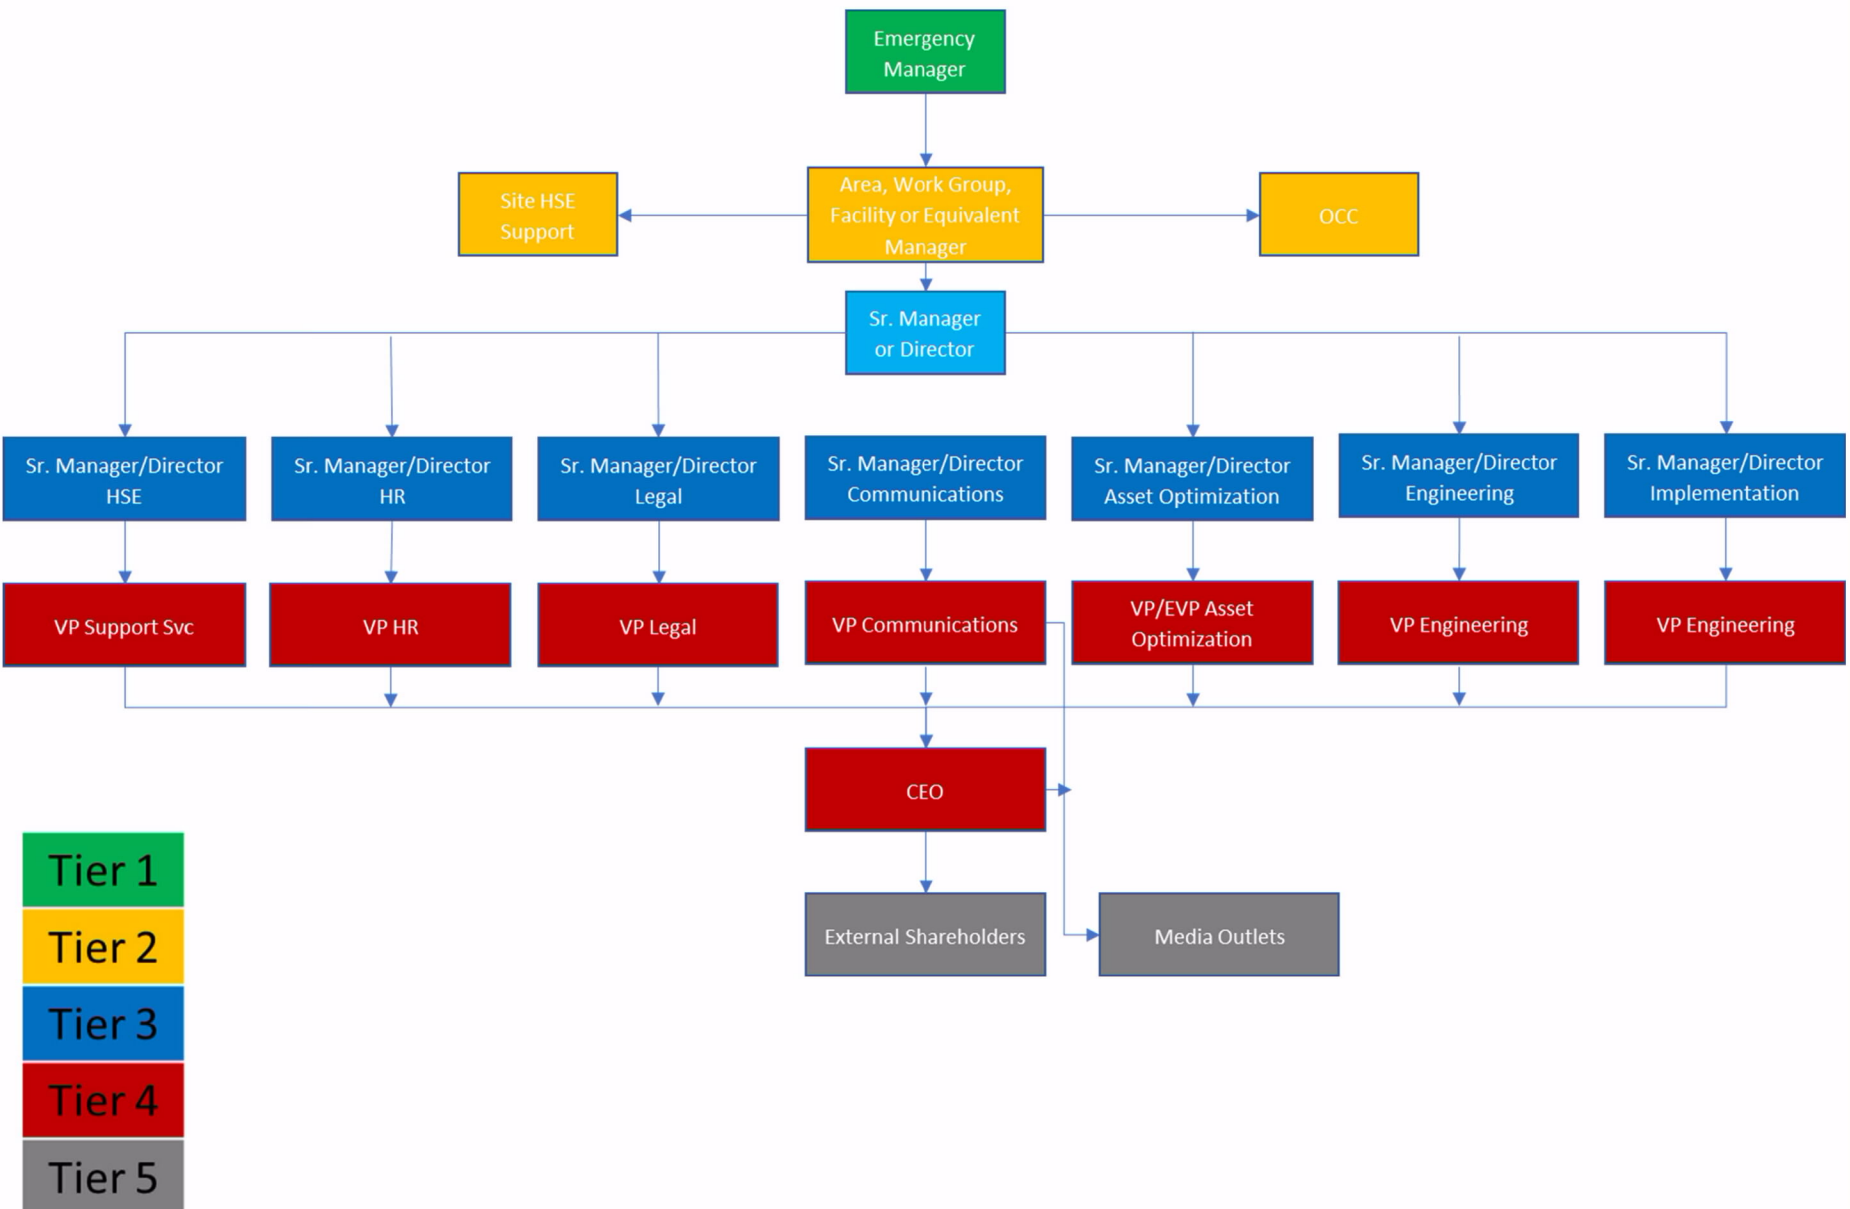 Emergency
Manager
Site HSE
Support
Area, Work Group,
Facility or Equivalent
Manager
OCC
Sr. Manager
or Director
Sr. Manager/Director
HSE
Sr. Manager/Director
HR
Sr. Manager/Director
Legal
Sr. Manager/Director
Communications
Sr. Manager/Director
Asset Optimization
Sr. Manager/Director
Engineering
Sr. Manager/Director
Implementation
VP Support Svc
VP HR
VP Legal
VP Communications
VP/EVP Asset
Optimization
VP Engineering
VP Engineering
CEO
External Shareholders
Media Outlets
Tier 1
Tier 2
Tier 3
Tier 4
Tier 5